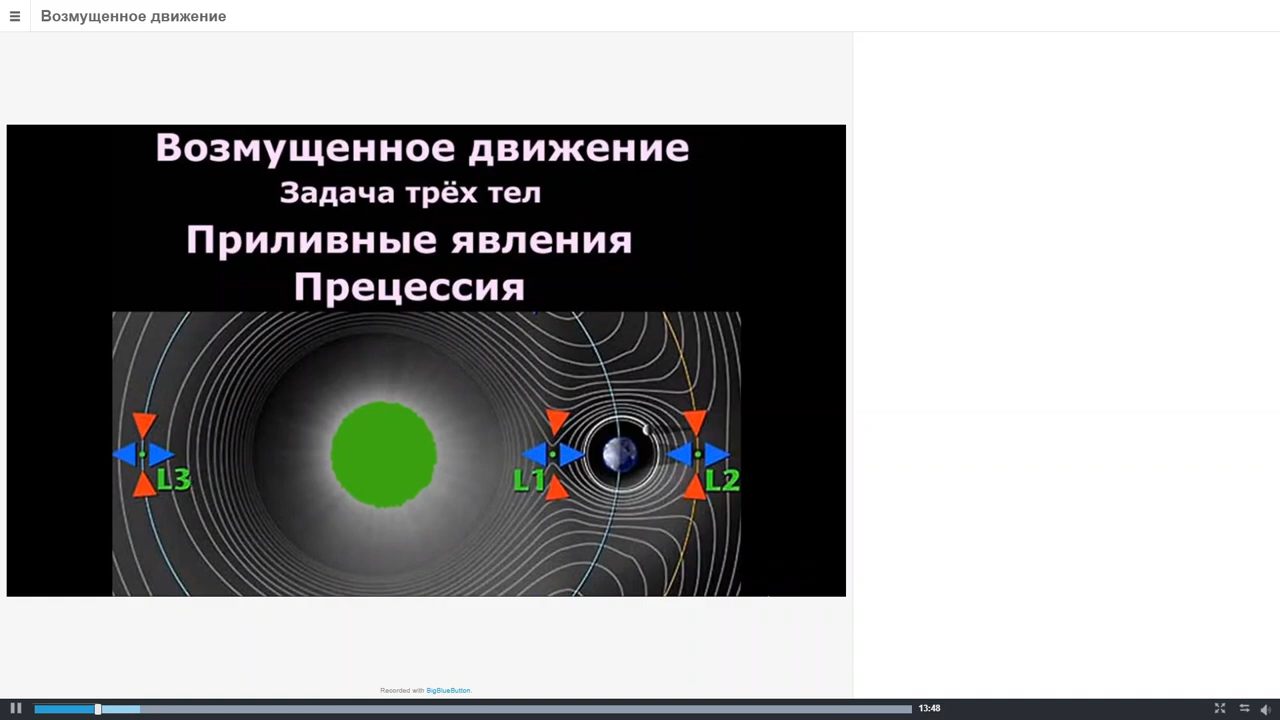 Возмущенное движение
Возмущенное движение
Задача трёх тел
Приливные явления
Прецессия
L3
L1
L2
Recorded with BigBlueButton.
13:48